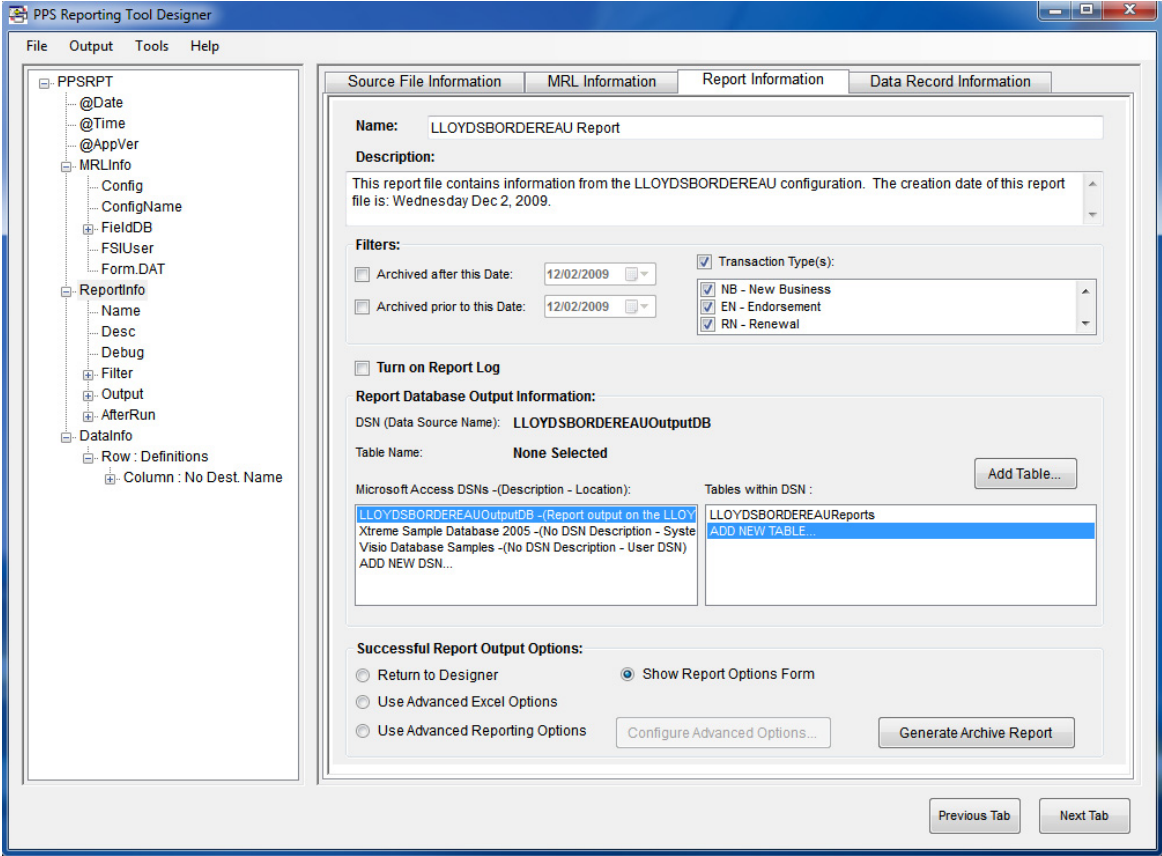 PPS Reporting Tool Designer
File Output Tools Help
PPSRPT
@Date
@Time
@AppVer
MRLInfo
Config
ConfigName
FieldDB
FSIUser
Form.DAT
ReportInfo
Name
Desc
Debug
Filter
Output
AfterRun
DataInfo
Row : Definitions
Column : No Dest. Name
Source File Information MRL Information Report Information Data Record Information
Name: LLOYDSBORDEREAU Report
Description:
This report file contains information from the LLOYDSBORDEREAU configuration. The creation date of this report
file is: Wednesday Dec 2, 2009.
Filters:
Archived after this Date: 12/02/2009
Archived prior to this Date: 12/02/2009
Transaction Type(s):
NB - New Business
EN - Endorsement
RN - Renewal
Turn on Report Log
Report Database Output Information:
DSN (Data Source Name): LLOYDSBORDEREAUOutputDB
Table Name: None Selected
Add Table...
Microsoft Access DSNs -(Description - Location):
LLOYDSBORDEREAUOutputDB -(Report output on the LLOY
Xtreme Sample Database 2005 -(No DSN Description - Syste
Visio Database Samples -(No DSN Description - User DSN)
ADD NEW DSN...
Tables within DSN :
LLOYDSBORDEREAUReports
ADD NEW TABLE...
Successful Report Output Options:
Return to Designer Show Report Options Form
Use Advanced Excel Options
Use Advanced Reporting Options Configure Advanced Options... Generate Archive Report
Previous Tab Next Tab